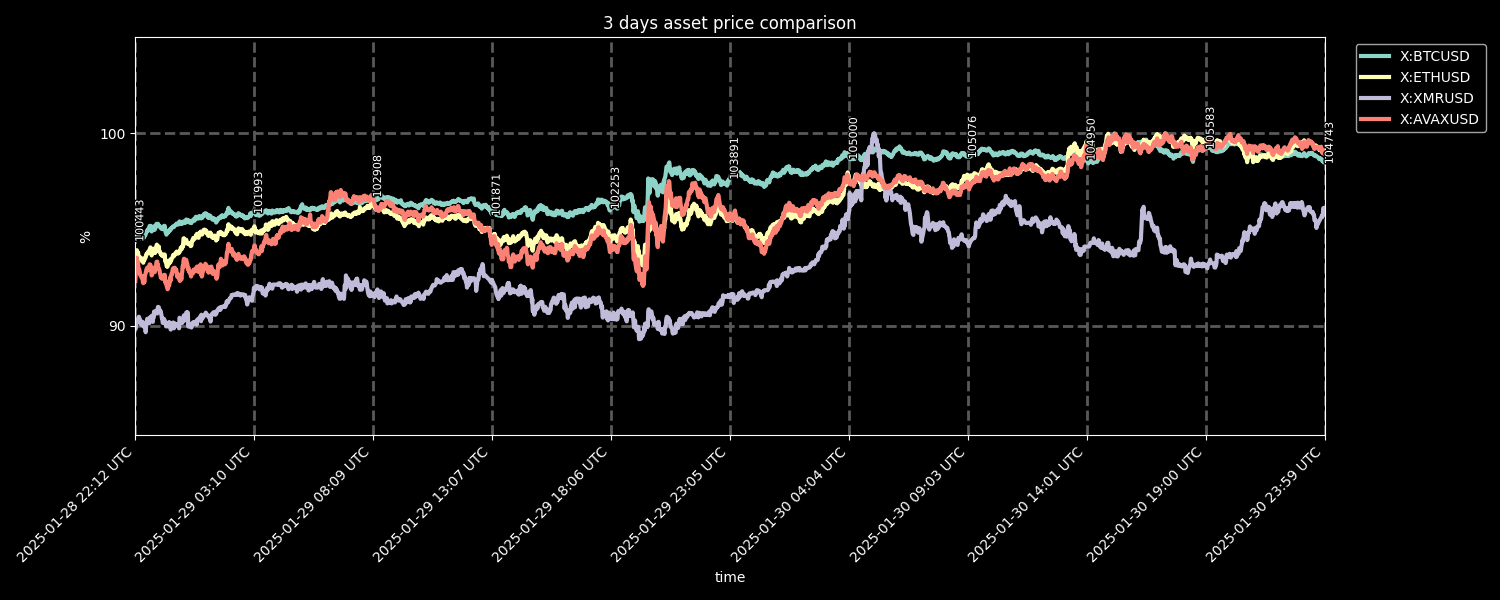 3 days asset price comparison
X:BTCUSD
X:ETHUSD
X:XMRUSD
X:AVAXUSD
100
90
%
100443
101993
102908
101871
102253
103891
105000
105076
104950
105583
104743
2025-01-28 22:12 UTC
2025-01-29 03:10 UTC
2025-01-29 08:09 UTC
2025-01-29 13:07 UTC
2025-01-29 18:06 UTC
2025-01-29 23:05 UTC
2025-01-30 04:04 UTC
2025-01-30 09:03 UTC
2025-01-30 14:01 UTC
2025-01-30 19:00 UTC
2025-01-30 23:59 UTC
time